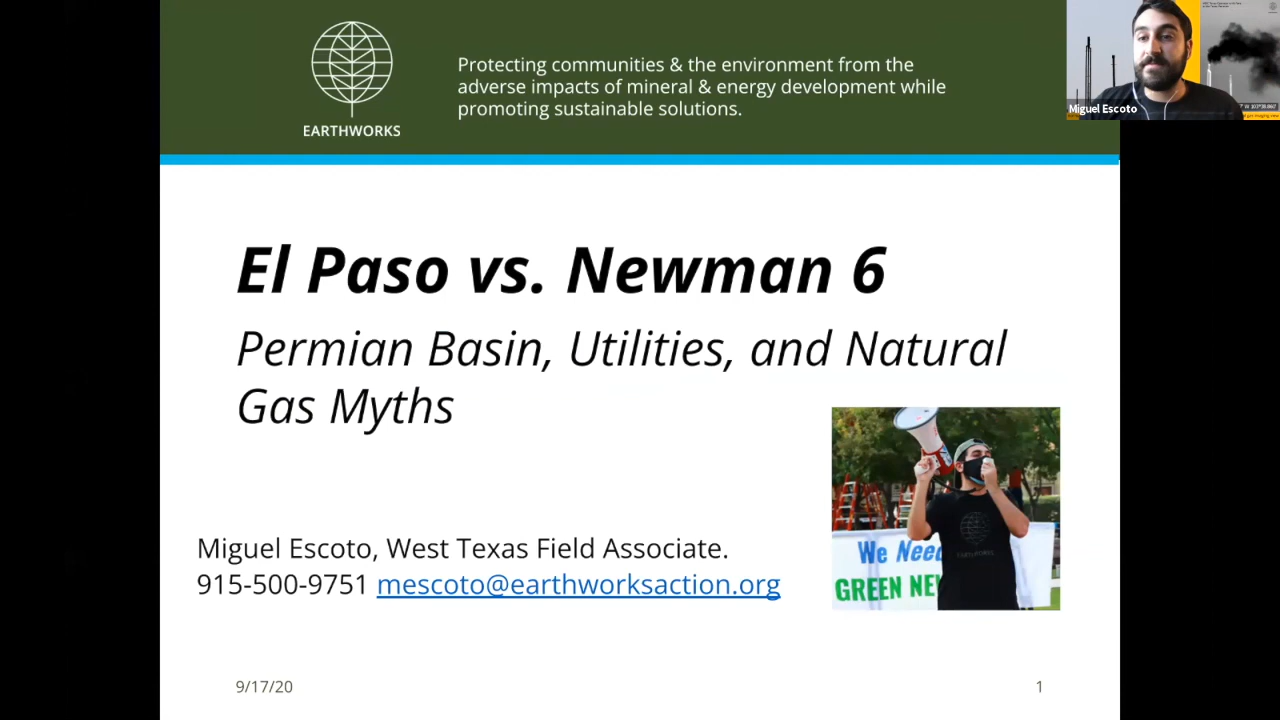 EARTHWORKS
Protecting communities & the environment from the
adverse impacts of mineral & energy development while
promoting sustainable solutions.
Miguel Escoto
El Paso vs. Newman 6
Permian Basin, Utilities, and Natural
Gas Myths
We Need
GREEN NE
EARTHWORKS
Miguel Escoto, West Texas Field Associate.
915-500-9751 mescoto@earthworksaction.org
9/17/20
1